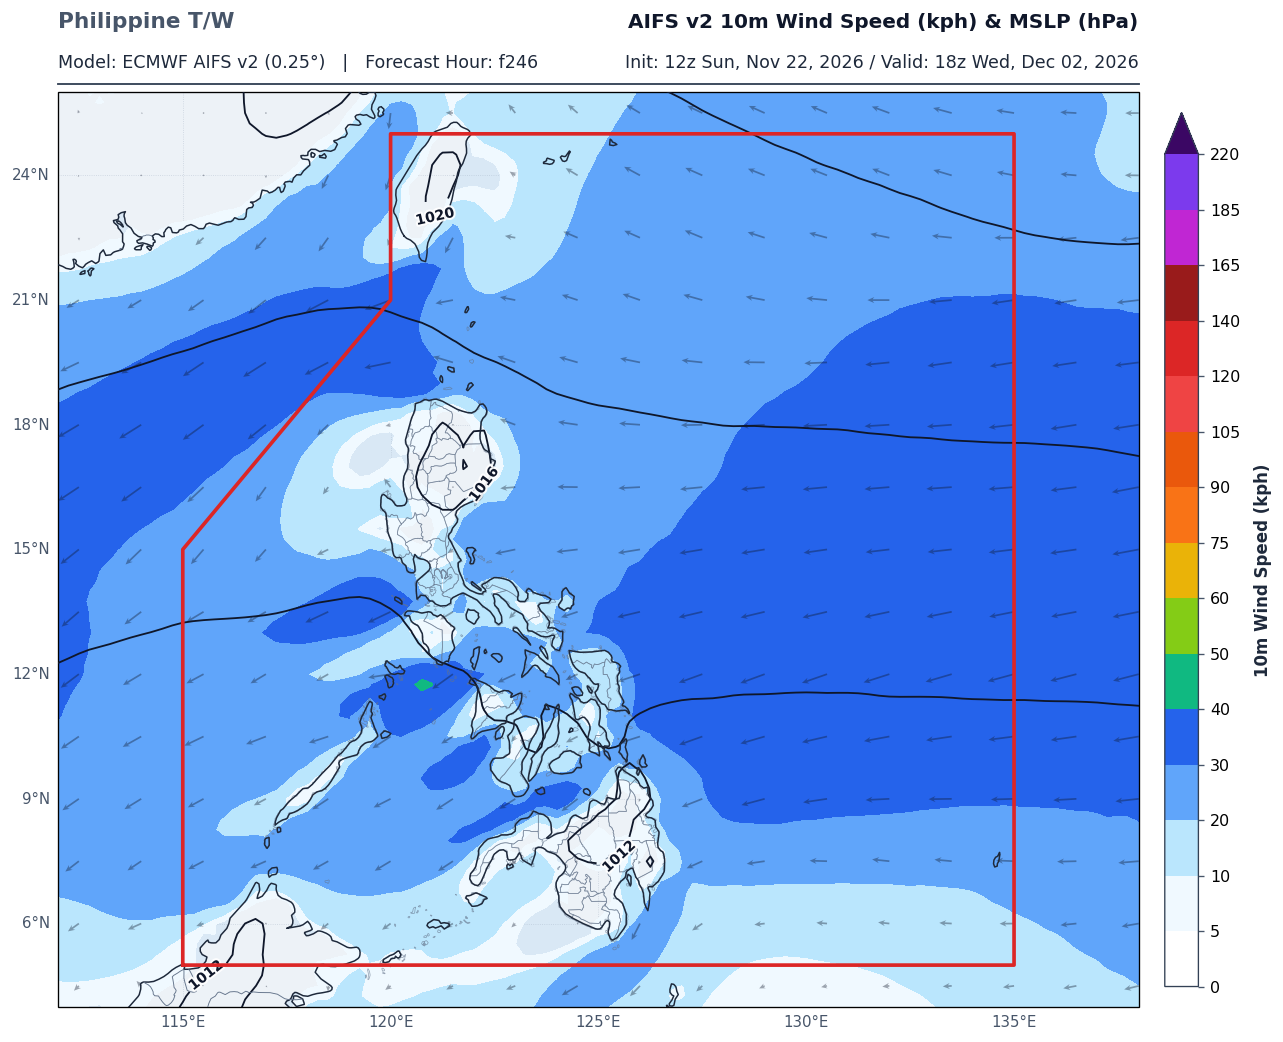 Philippine T/W
AIFS v2 10m Wind Speed (kph) & MSLP (hPa)
Model: ECMWF AIFS v2 (0.25°) | Forecast Hour: f246
Init: 12z Sun, Nov 22, 2026 / Valid: 18z Wed, Dec 02, 2026
24°N
21°N
18°N
15°N
12°N
9°N
6°N
1020
1016
1012
1012
115°E
120°E
125°E
130°E
135°E
220
185
165
140
120
105
90
75
60
50
40
30
20
10
5
0
10m Wind Speed (kph)